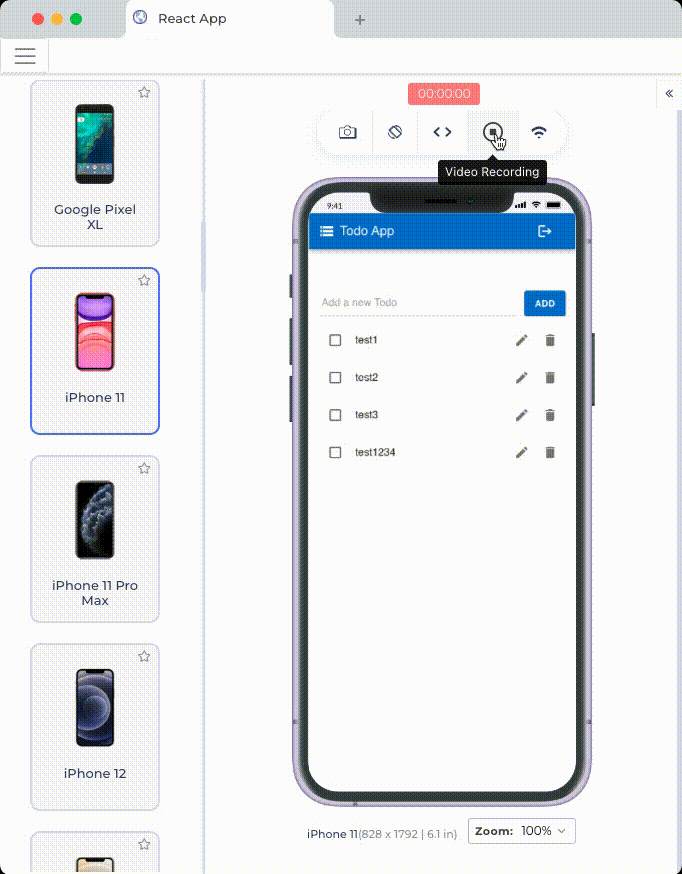 React App
+
Google Pixel
XL
iPhone 11
iPhone 11 Pro
Max
iPhone 12
00:00:00
Video Recording
9:41
Todo App
Add a new Todo
ADD
test1
test2
test3
test1234
iPhone 11(828 x 1792 | 6.1 in)
Zoom: 100%